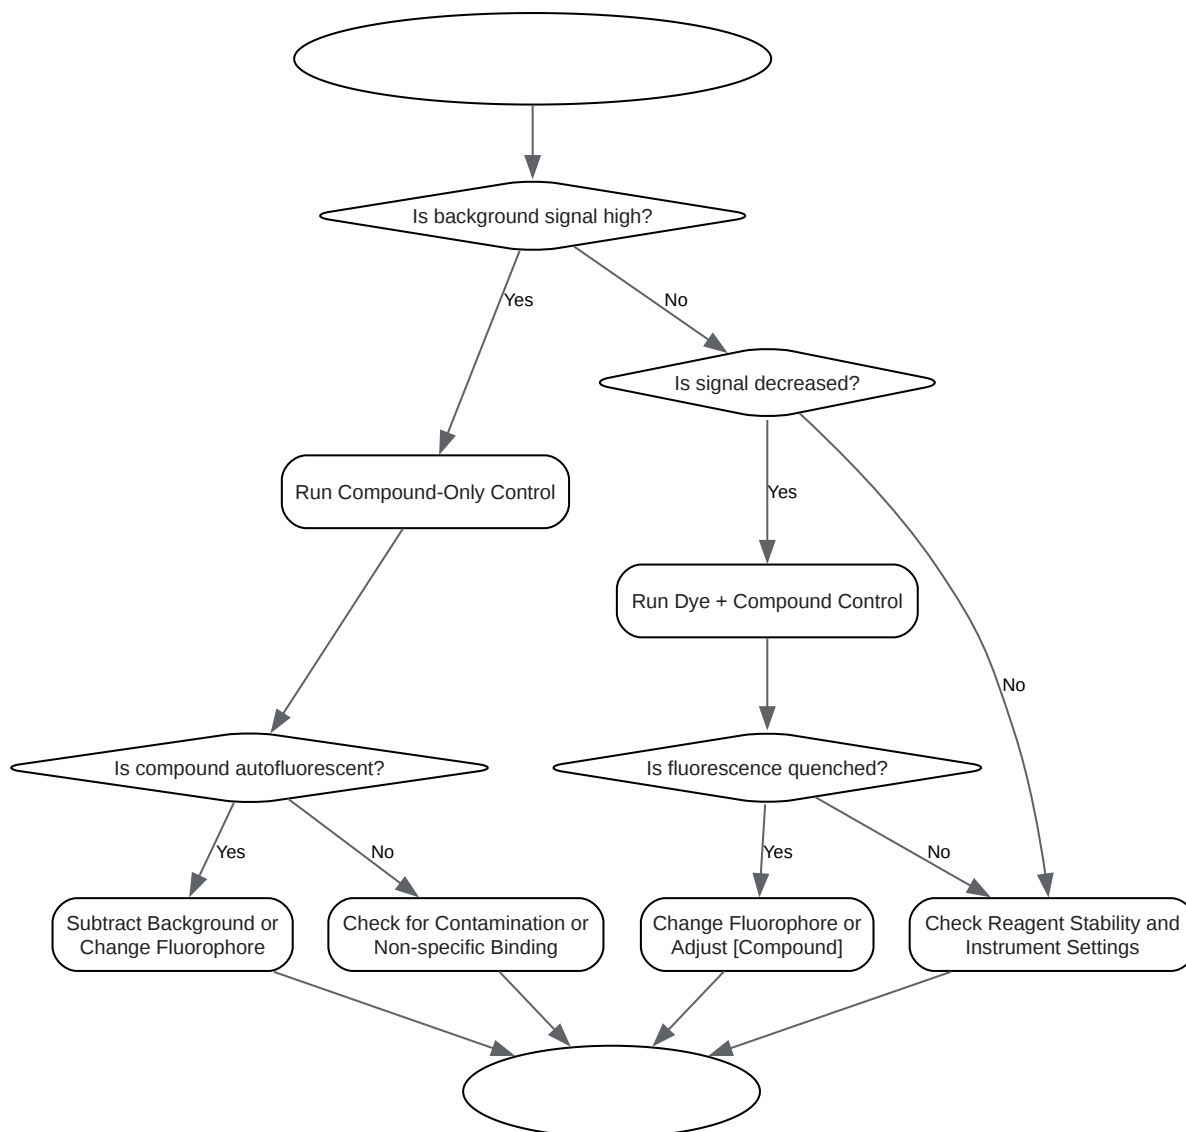 Is background signal high?
Yes
No
Is signal decreased?
Run Compound-Only Control
Yes
Run Dye + Compound Control
No
Is compound autofluorescent?
Is fluorescence quenched?
Yes
No
Yes
No
Subtract Background or
Change Fluorophore
Check for Contamination or
Non-specific Binding
Change Fluorophore or
Adjust [Compound]
Check Reagent Stability and
Instrument Settings